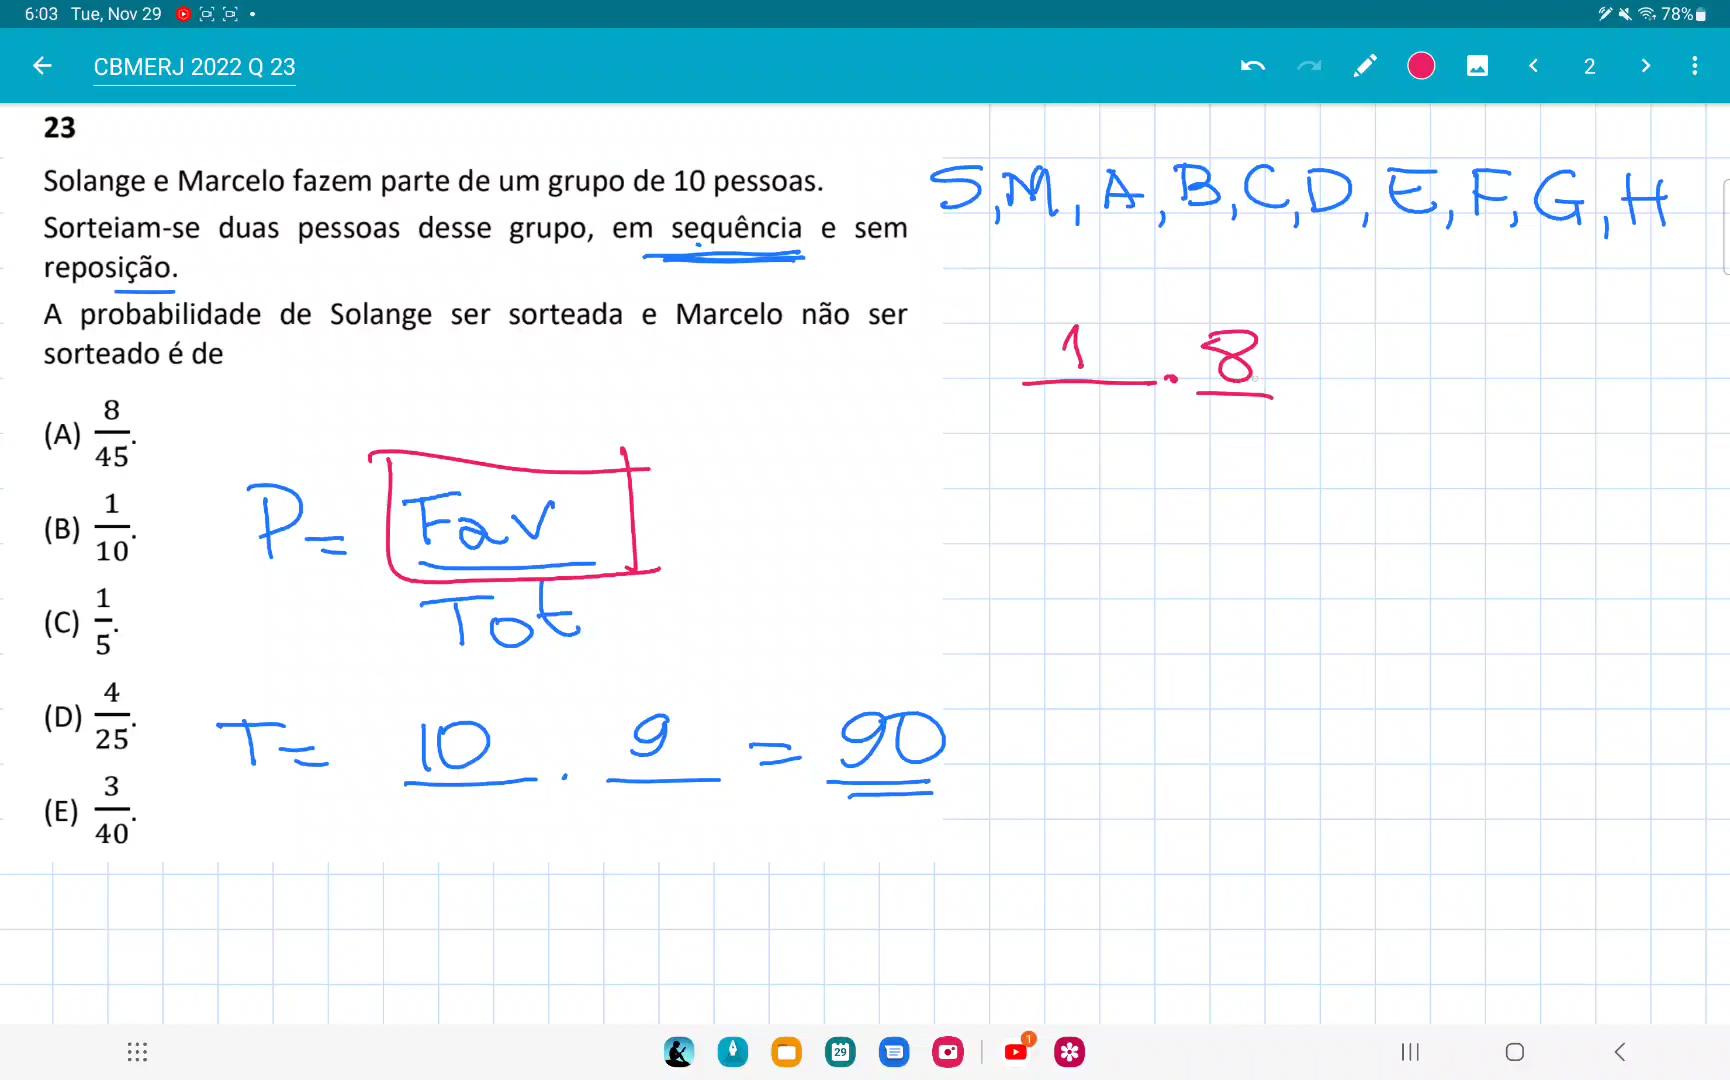 6:03 Tue, Nov 29
78%
CBMERJ 2022 Q 23
2
23
Solange e Marcelo fazem parte de um grupo de 10 pessoas.
Sorteiam-se duas pessoas desse grupo, em sequência e sem
reposição.
A probabilidade de Solange ser sorteada e Marcelo não ser
sorteado é de
(A) 8/45.
(B) 1/10.
(C) 1/5.
(D) 4/25.
(E) 3/40.
S, M, A, B, C, D, E, F, G, H
1 . 8
P = Fav/Tot
T = 10 . 9 = 90
29
1